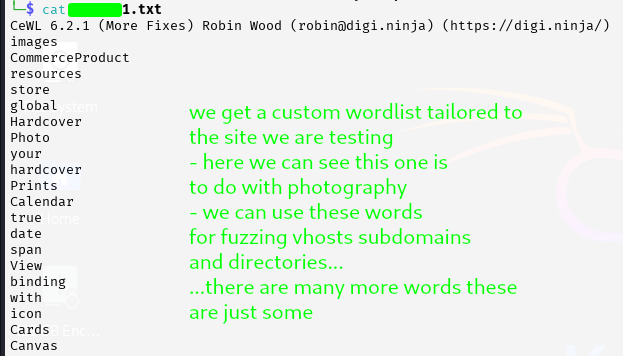 └─$ cat 1.txt
CeWL 6.2.1 (More Fixes) Robin Wood (robin@digi.ninja) (https://digi.ninja/)
images
CommerceProduct
resources
store
global
Hardcover
Photo
your
hardcover
Prints
Calendar
true
date
span
View
binding
with
icon
Cards
Canvas
we get a custom wordlist tailored to
the site we are testing
- here we can see this one is
to do with photography
- we can use these words
for fuzzing vhosts subdomains
and directories...
...there are many more words these
are just some
Home